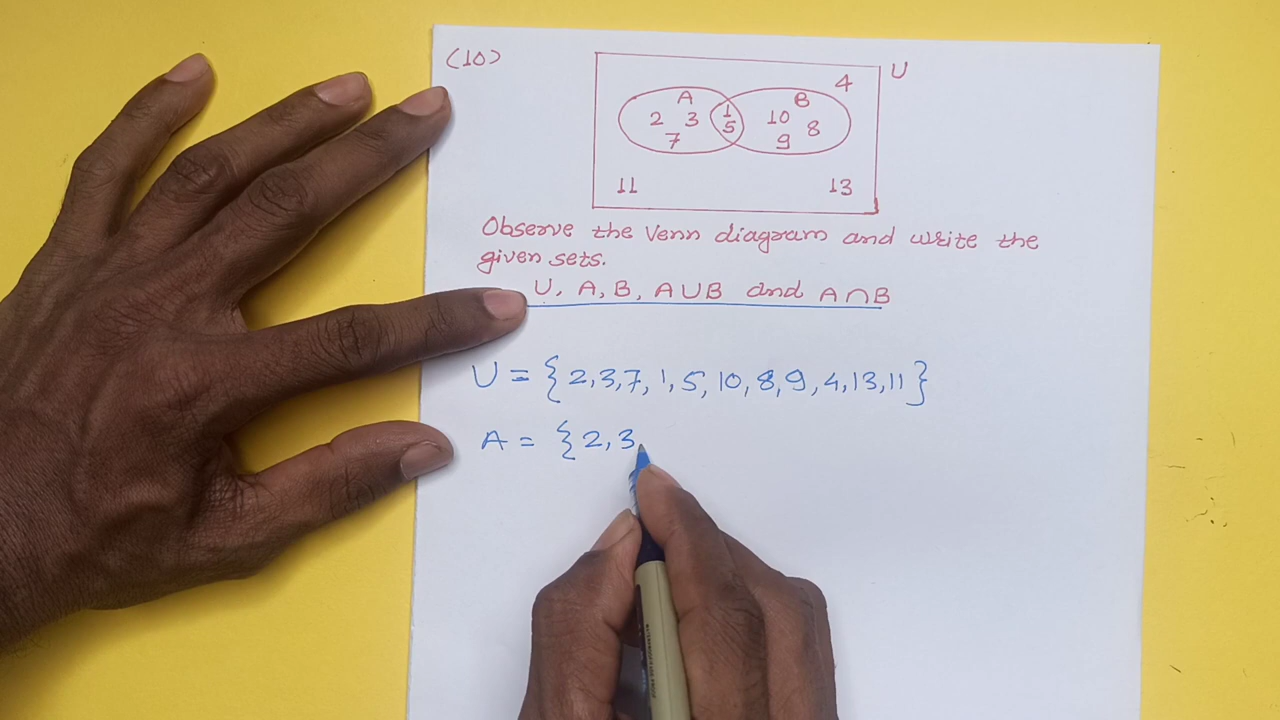 (10)
U
4
A
B
2 3
1
10
5
8
7
9
11
13
Observe the Venn diagram and write the
given sets.
U, A, B, A∪B and A∩B
U = {2,3,7,1,5,10,8,9,4,13,11}
A = {2,3,